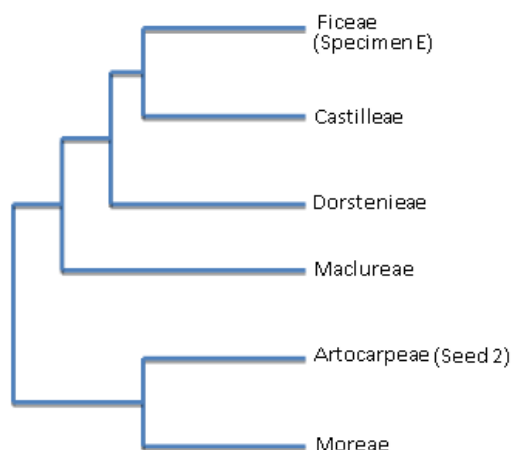 Ficeae
(Specimen E)
Castilleae
Dorstenieae
Maclureae
Artocarpeae (Seed 2)
Moreae